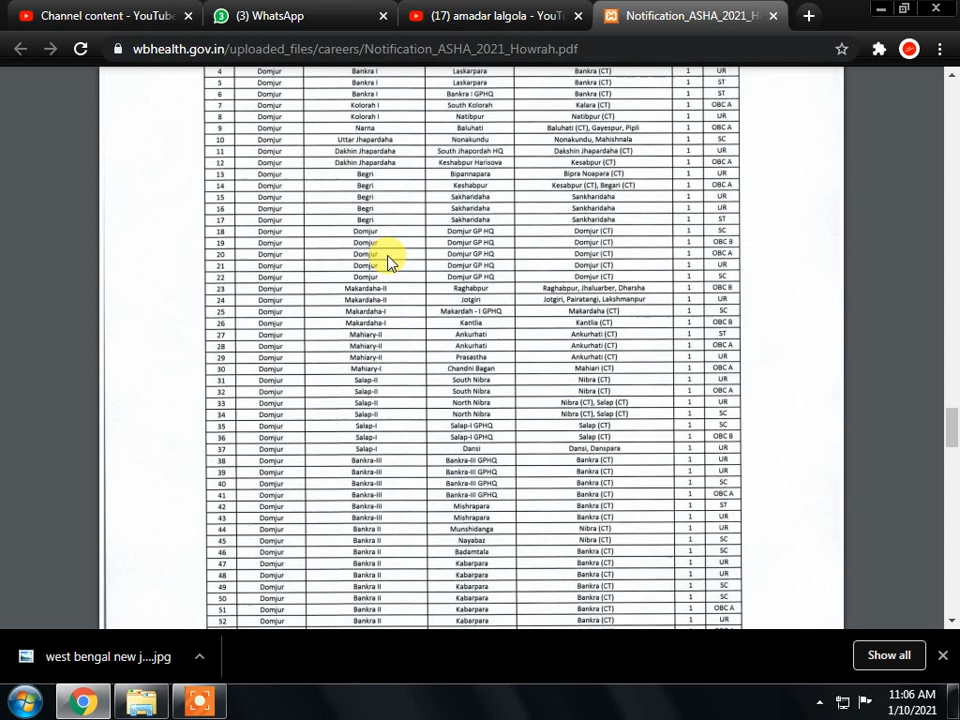 Channel content - YouTube
(3) WhatsApp
(17) amadar lalgola - YouTu
Notification_ASHA_2021_H
wbhealth.gov.in/uploaded_files/careers/Notification_ASHA_2021_Howrah.pdf
4 Domjur Bankra I Laskarpara Bankra (CT) 1 UR
5 Domjur Bankra I Laskarpara Bankra (CT) 1 ST
6 Domjur Bankra I Bankra I GPHQ Bankra (CT) 1 ST
7 Domjur Kolorah I South Kolorah Kalara (CT) 1 OBC A
8 Domjur Kolorah I Natibpur Natibpur (CT) 1 UR
9 Domjur Narna Baluhati Baluhati (CT), Gayespur, Pipli 1 OBC A
10 Domjur Uttar Jhapardaha Nonakundu Nonakundu, Mahishnala 1 SC
11 Domjur Dakhin Jhapardaha South Jhapordah HQ Dakshin Jhapardaha (CT) 1 UR
12 Domjur Dakhin Jhapardaha Keshabpur Harisova Kesabpur (CT) 1 OBC A
13 Domjur Begri Bipannapara Bipra Noapara (CT) 1 UR
14 Domjur Begri Keshabpur Kesabpur (CT), Begari (CT) 1 OBC A
15 Domjur Begri Sakharidaha Sankharidaha 1 UR
16 Domjur Begri Sakharidaha Sankharidaha 1 UR
17 Domjur Begri Sakharidaha Sankharidaha 1 ST
18 Domjur Domjur Domjur GP HQ Domjur (CT) 1 SC
19 Domjur Domjur Domjur GP HQ Domjur (CT) 1 OBC B
20 Domjur Domjur Domjur GP HQ Domjur (CT) 1 OBC A
21 Domjur Domjur Domjur GP HQ Domjur (CT) 1 UR
22 Domjur Domjur Domjur GP HQ Domjur (CT) 1 SC
23 Domjur Makardaha-II Raghabpur Raghabpur, Jhaluarber, Dharsha 1 OBC B
24 Domjur Makardaha-II Jotgiri Jotgiri, Pairatangi, Lakshmanpur 1 UR
25 Domjur Makardaha-I Makardah - I GPHQ Makardaha (CT) 1 SC
26 Domjur Makardaha-I Kantlia Kantlia (CT) 1 OBC B
27 Domjur Mahiary-II Ankurhati Ankurhati (CT) 1 ST
28 Domjur Mahiary-II Ankurhati Ankurhati (CT) 1 OBC A
29 Domjur Mahiary-II Prasastha Ankurhati (CT) 1 UR
30 Domjur Mahiary-I Chandni Bagan Mahiari (CT) 1 OBC A
31 Domjur Salap-II South Nibra Nibra (CT) 1 UR
32 Domjur Salap-II South Nibra Nibra (CT) 1 OBC A
33 Domjur Salap-II North Nibra Nibra (CT), Salap (CT) 1 UR
34 Domjur Salap-II North Nibra Nibra (CT), Salap (CT) 1 SC
35 Domjur Salap-I Salap-I GPHQ Salap (CT) 1 SC
36 Domjur Salap-I Salap-I GPHQ Salap (CT) 1 OBC B
37 Domjur Salap-I Dansi Dansi, Danspara 1 UR
38 Domjur Bankra-III Bankra-III GPHQ Bankra (CT) 1 UR
39 Domjur Bankra-III Bankra-III GPHQ Bankra (CT) 1 UR
40 Domjur Bankra-III Bankra-III GPHQ Bankra (CT) 1 SC
41 Domjur Bankra-III Bankra-III GPHQ Bankra (CT) 1 OBC A
42 Domjur Bankra-III Mishrapara Bankra (CT) 1 ST
43 Domjur Bankra-III Mishrapara Bankra (CT) 1 UR
44 Domjur Bankra II Munshidanga Nibra (CT) 1 UR
45 Domjur Bankra II Nayabaz Nibra (CT) 1 SC
46 Domjur Bankra II Badamtala Bankra (CT) 1 SC
47 Domjur Bankra II Kabarpara Bankra (CT) 1 UR
48 Domjur Bankra II Kabarpara Bankra (CT) 1 UR
49 Domjur Bankra II Kabarpara Bankra (CT) 1 SC
50 Domjur Bankra II Kabarpara Bankra (CT) 1 SC
51 Domjur Bankra II Kabarpara Bankra (CT) 1 OBC A
52 Domjur Bankra II Kabarpara Bankra (CT) 1 UR
west bengal new j....jpg
Show all
11:06 AM
1/10/2021